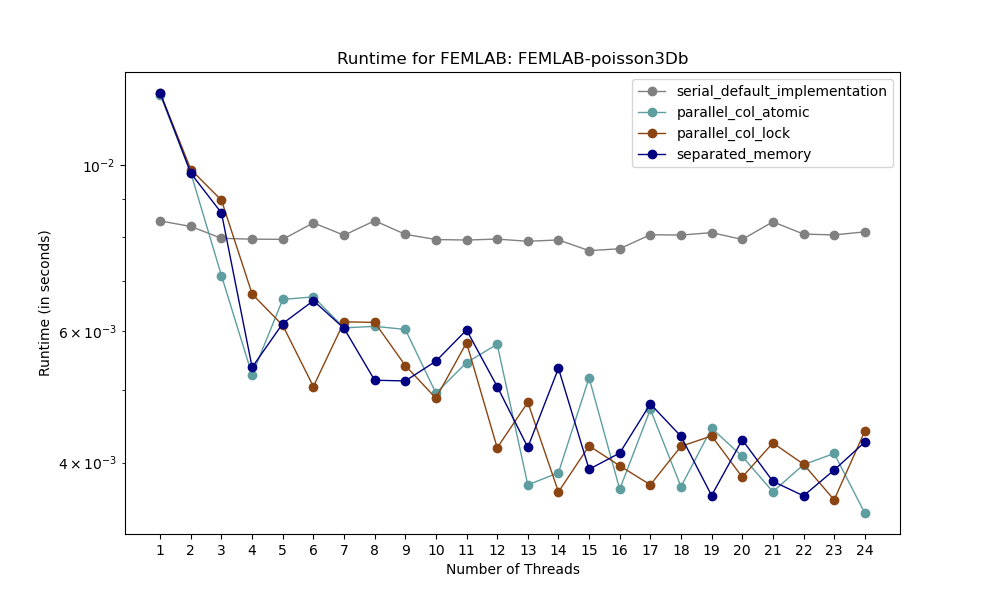 Runtime for FEMLAB: FEMLAB-poisson3Db
serial_default_implementation
parallel_col_atomic
parallel_col_lock
separated_memory
10⁻²
6 × 10⁻³
4 × 10⁻³
Runtime (in seconds)
1 2 3 4 5 6 7 8 9 10 11 12 13 14 15 16 17 18 19 20 21 22 23 24
Number of Threads